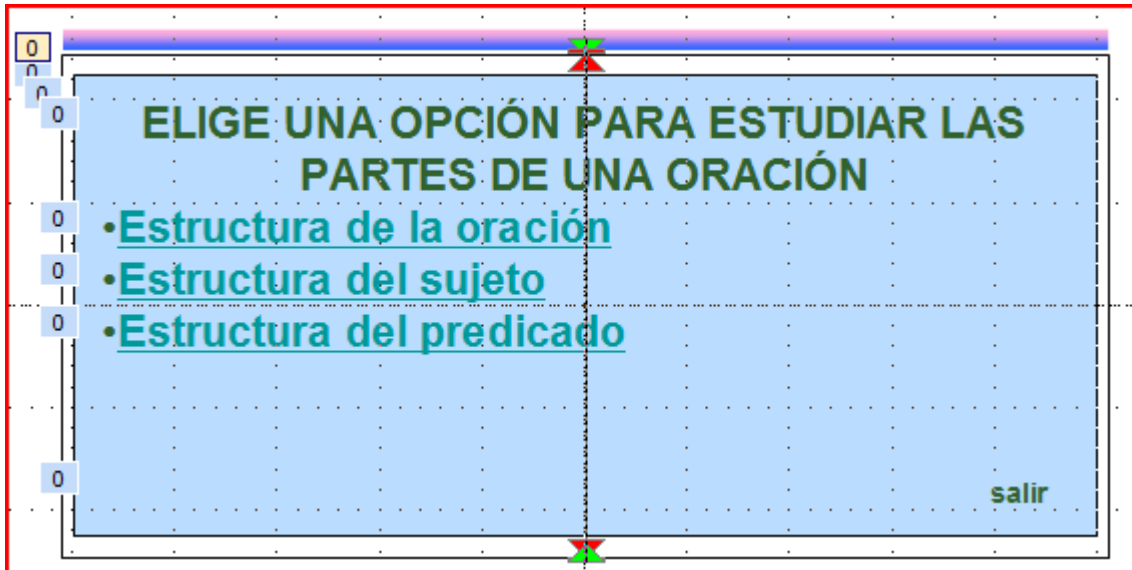 0
0
0
0
ELIGE UNA OPCIÓN PARA ESTUDIAR LAS
PARTES DE UNA ORACIÓN
0
•Estructura de la oración
0
•Estructura del sujeto
0
•Estructura del predicado
0
salir